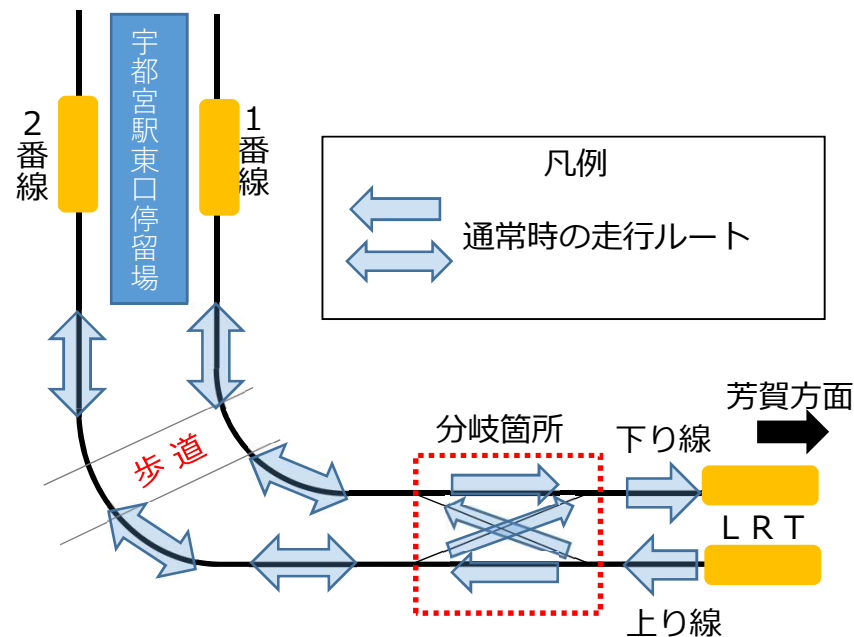 宇都宮駅東口停留場
2番線
1番線
凡例
通常時の走行ルート
歩道
分岐箇所
芳賀方面
下り線
LRT
上り線